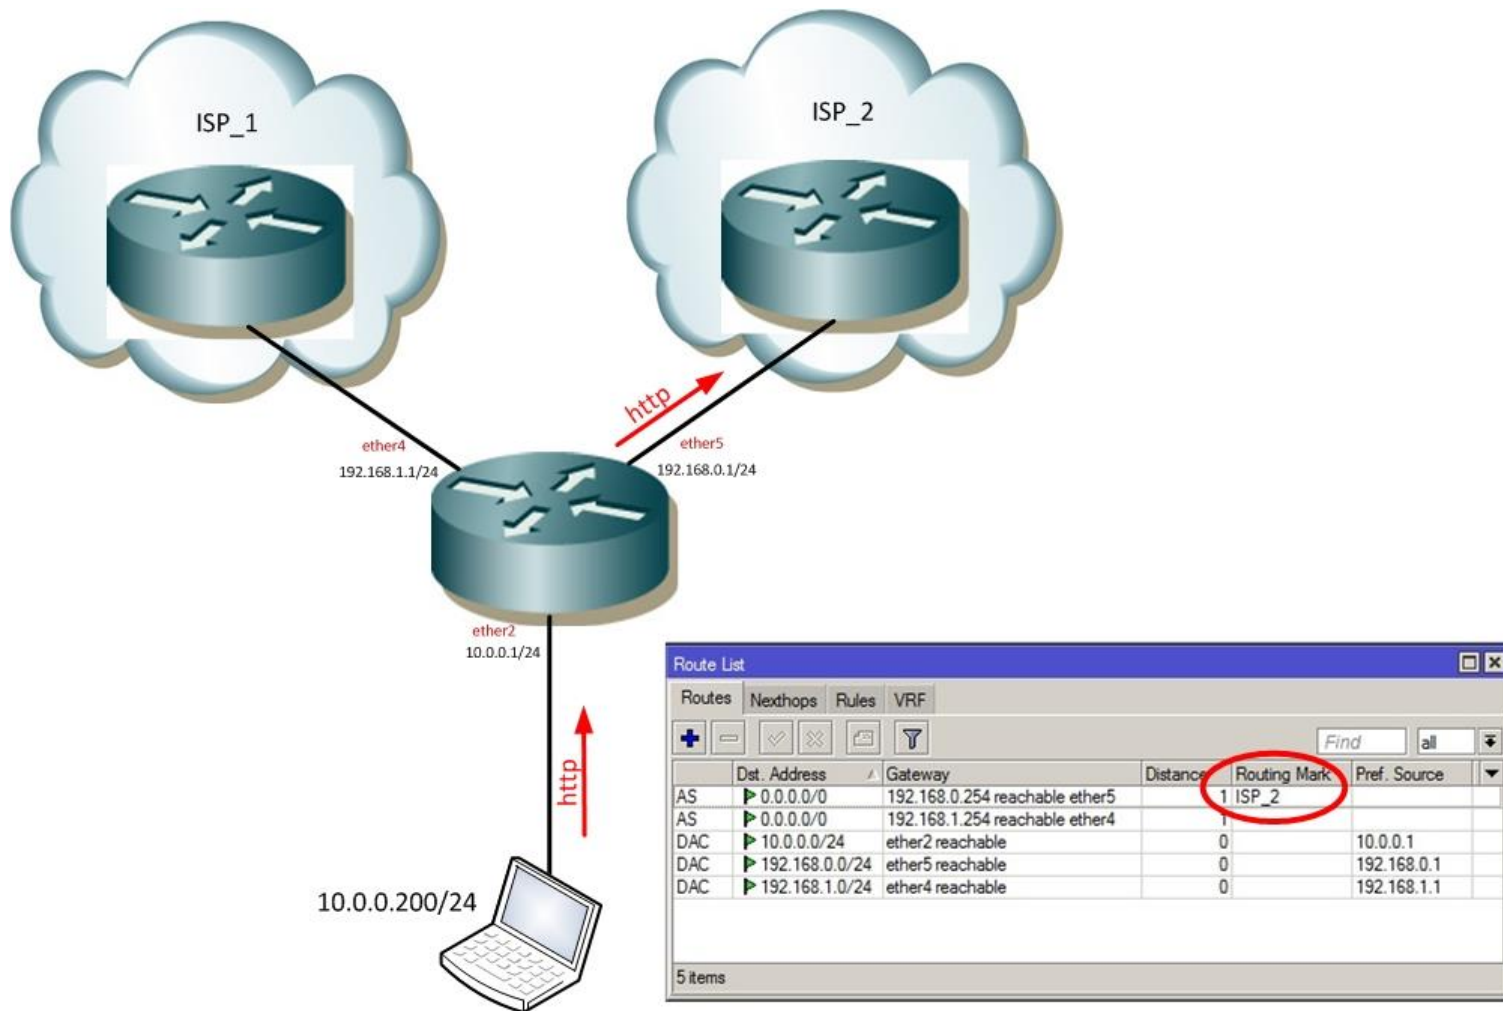 ISP_1
ISP_2
http
ether4
192.168.1.1/24
ether5
192.168.0.1/24
ether2
10.0.0.1/24
http
10.0.0.200/24
Route List
Routes Nexthops Rules VRF
Find all
Dst. Address Gateway Distance Routing Mark Pref. Source
AS 0.0.0.0/0 192.168.0.254 reachable ether5 1 ISP_2
AS 0.0.0.0/0 192.168.1.254 reachable ether4 1
DAC 10.0.0.0/24 ether2 reachable 0 10.0.0.1
DAC 192.168.0.0/24 ether5 reachable 0 192.168.0.1
DAC 192.168.1.0/24 ether4 reachable 0 192.168.1.1
5 items